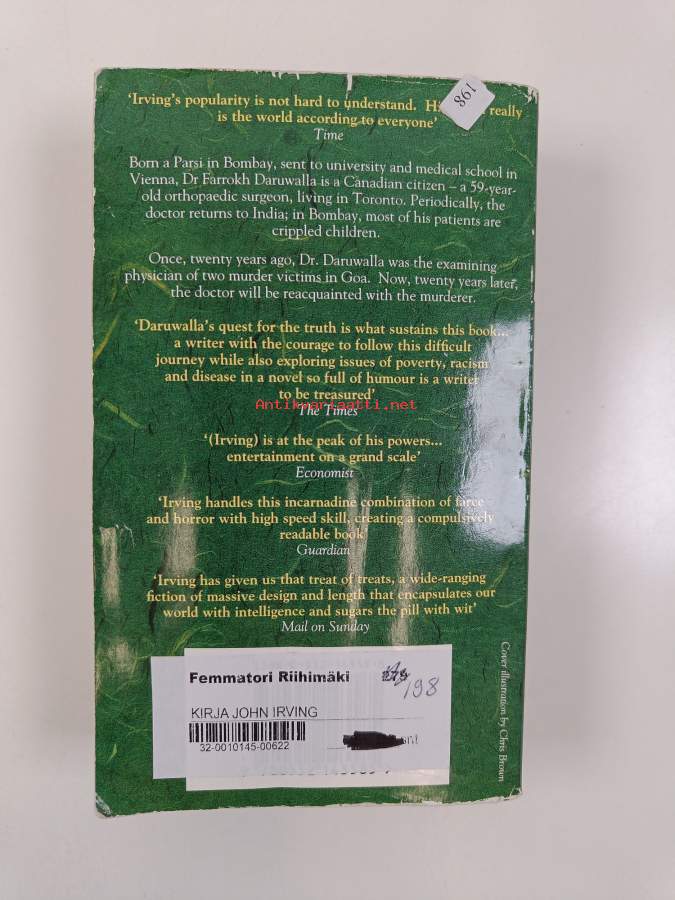 'Irving's popularity is not hard to understand. Hi really
is the world according to everyone'
Time
Born a Parsi in Bombay, sent to university and medical school in
Vienna, Dr Farrokh Daruwalla is a Canadian citizen – a 59-year-
old orthopaedic surgeon, living in Toronto. Periodically, the
doctor returns to India; in Bombay, most of his patients are
crippled children.
Once, twenty years ago, Dr. Daruwalla was the examining
physician of two murder victims in Goa. Now, twenty years later,
the doctor will be reacquainted with the murderer.
'Daruwalla's quest for the truth is what sustains this book...
a writer with the courage to follow this difficult
journey while also exploring issues of poverty, racism
and disease in a novel so full of humour is a writer
to be treasured'
Antikvariaatti.net
The Times
'(Irving) is at the peak of his powers...
entertainment on a grand scale'
Economist
'Irving handles this incarnadine combination of farce
and horror with high speed skill, creating a compulsively
readable book'
Guardian
'Irving has given us that treat of treats, a wide-ranging
fiction of massive design and length that encapsulates our
world with intelligence and sugars the pill with wit'
Mail on Sunday
Cover illustration by Chris Brown
Femmatori Riihimäki
198
KIRJA JOHN IRVING
32-0010145-00622
198